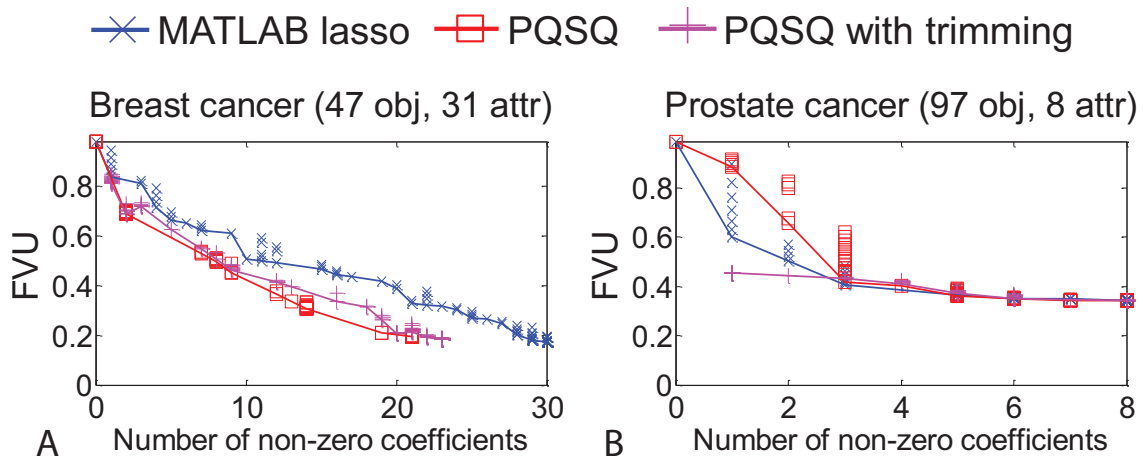 MATLAB lasso PQSQ PQSQ with trimming
Breast cancer (47 obj, 31 attr) Prostate cancer (97 obj, 8 attr)
FVU
0.8
0.6
0.4
0.2
0
0 10 20 30
A Number of non-zero coefficients
FVU
0.8
0.6
0.4
0.2
0
0 2 4 6 8
B Number of non-zero coefficients